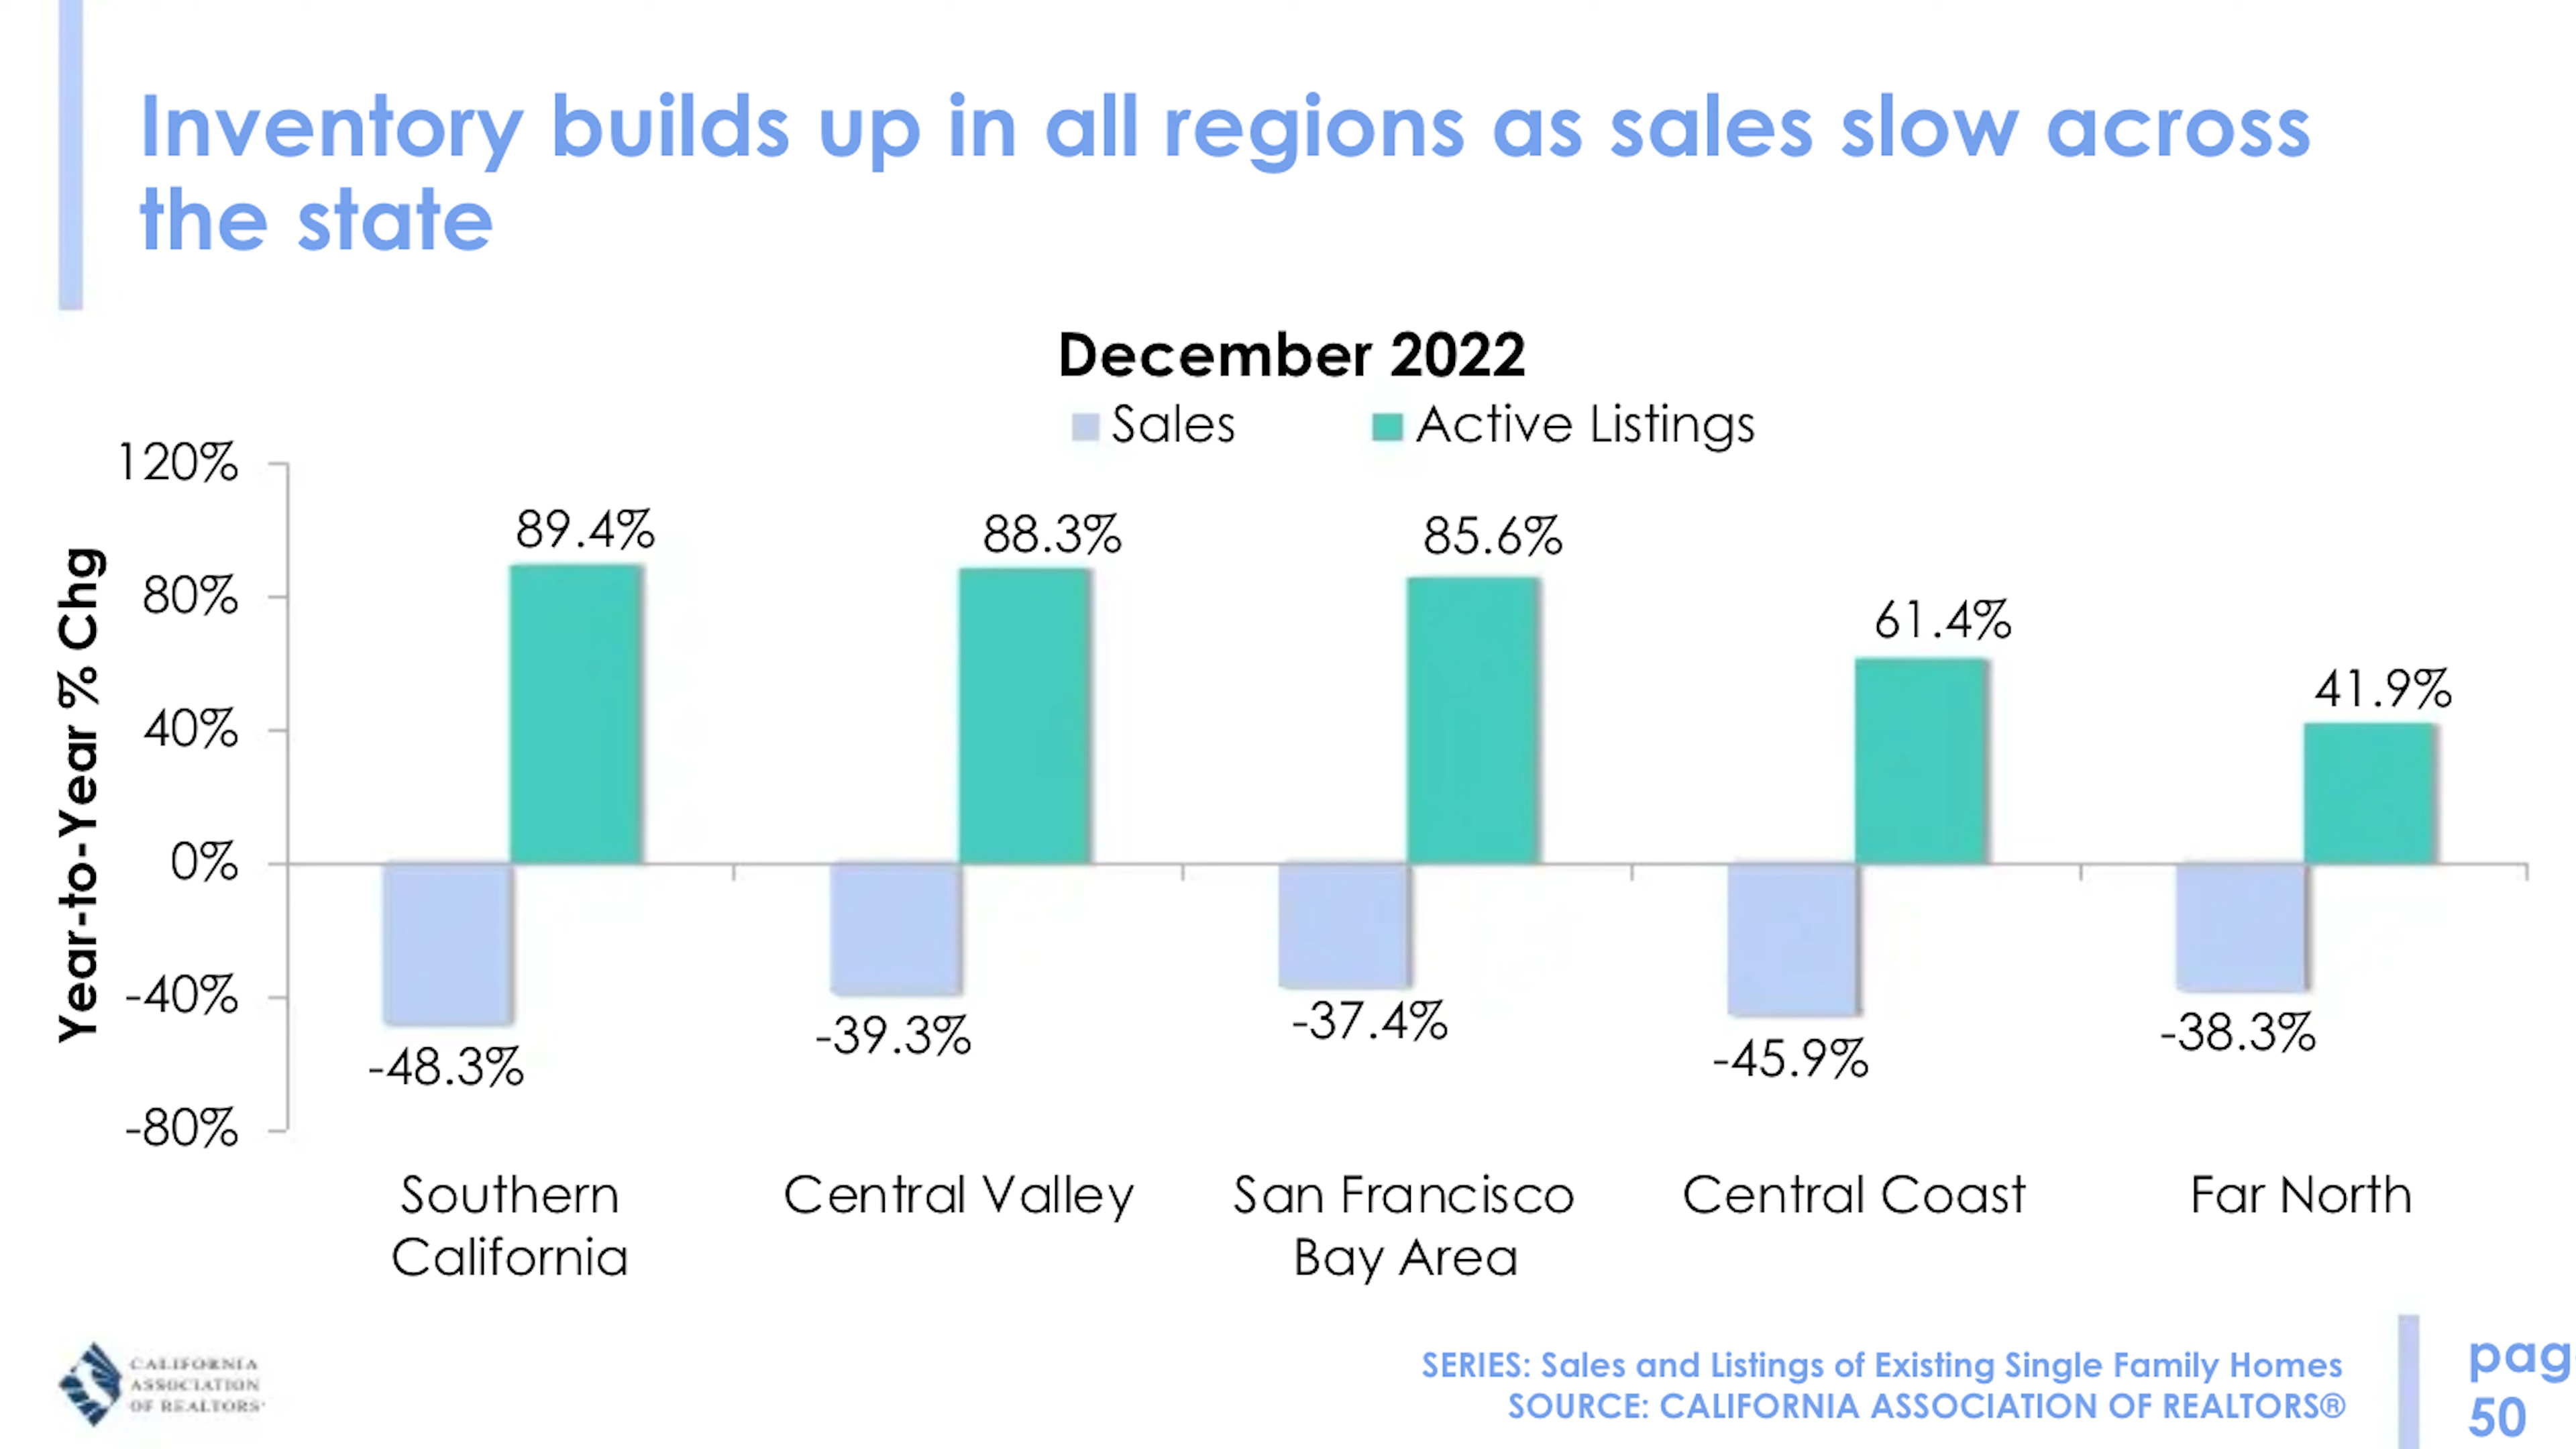 Inventory builds up in all regions as sales slow across
the state
December 2022
Sales Active Listings
Year-to-Year % Chg
120%
80%
40%
0%
-40%
-80%
89.4%
88.3%
85.6%
61.4%
41.9%
-48.3%
-39.3%
-37.4%
-45.9%
-38.3%
Southern
California
Central Valley
San Francisco
Bay Area
Central Coast
Far North
CALIFORNIA
ASSOCIATION
OF REALTORS®
SERIES: Sales and Listings of Existing Single Family Homes
SOURCE: CALIFORNIA ASSOCIATION OF REALTORS®
pag
50